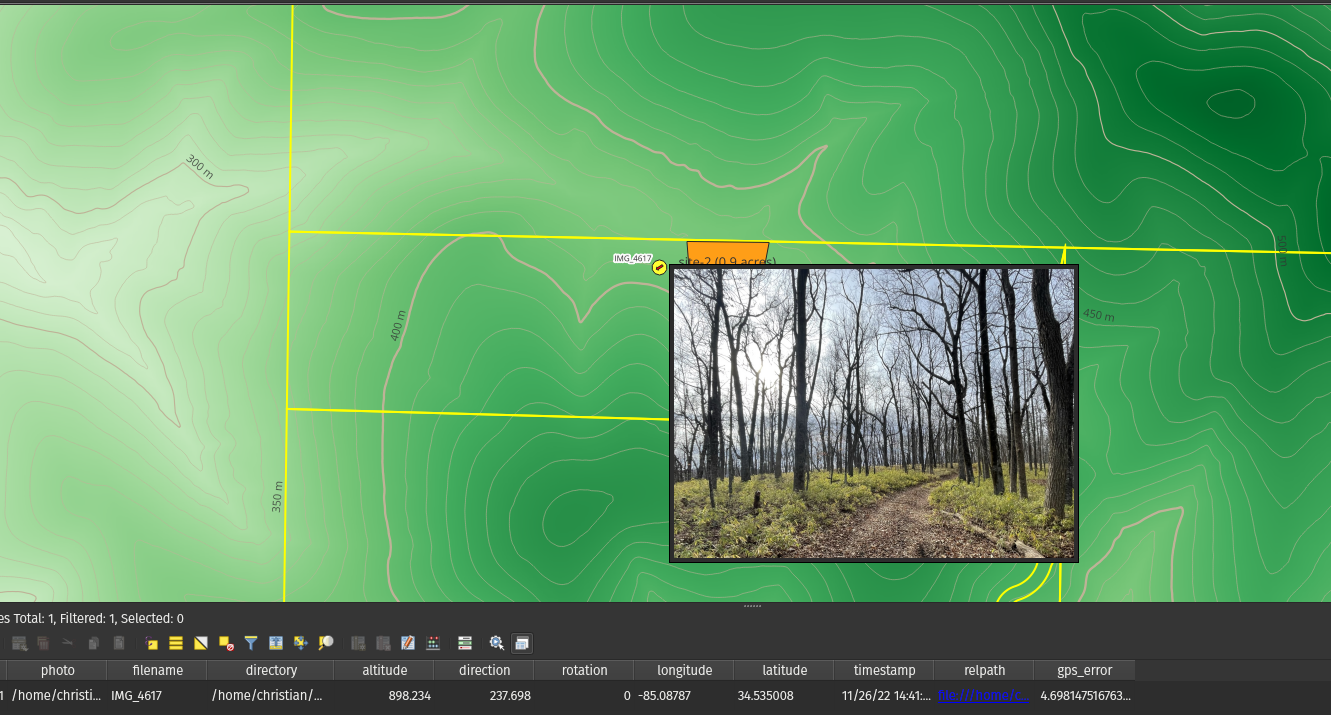 300 m
IMG_4617
site-2 (0.9 acres)
400 m
450 m
350 m
es Total: 1, Filtered: 1, Selected: 0
photo filename directory altitude direction rotation longitude latitude timestamp relpath gps_error
1 /home/christi... IMG_4617 /home/christian/... 898.234 237.698 0 -85.08787 34.535008 11/26/22 14:41:... 4.698147516763...